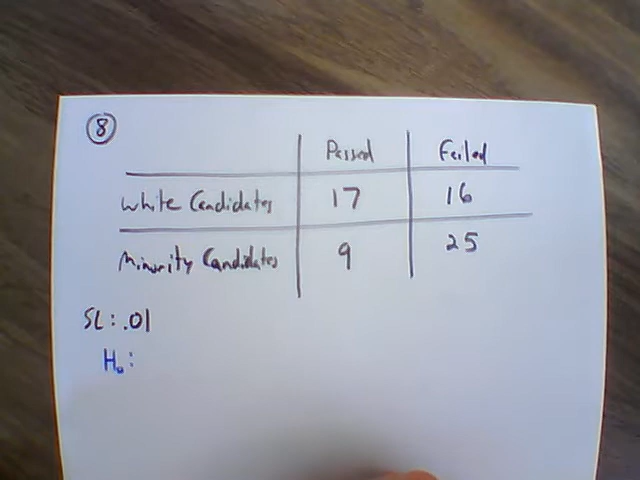 8
Passed Failed
White Candidates 17 16
Minority Candidates 9 25
SL: .01
H₀: